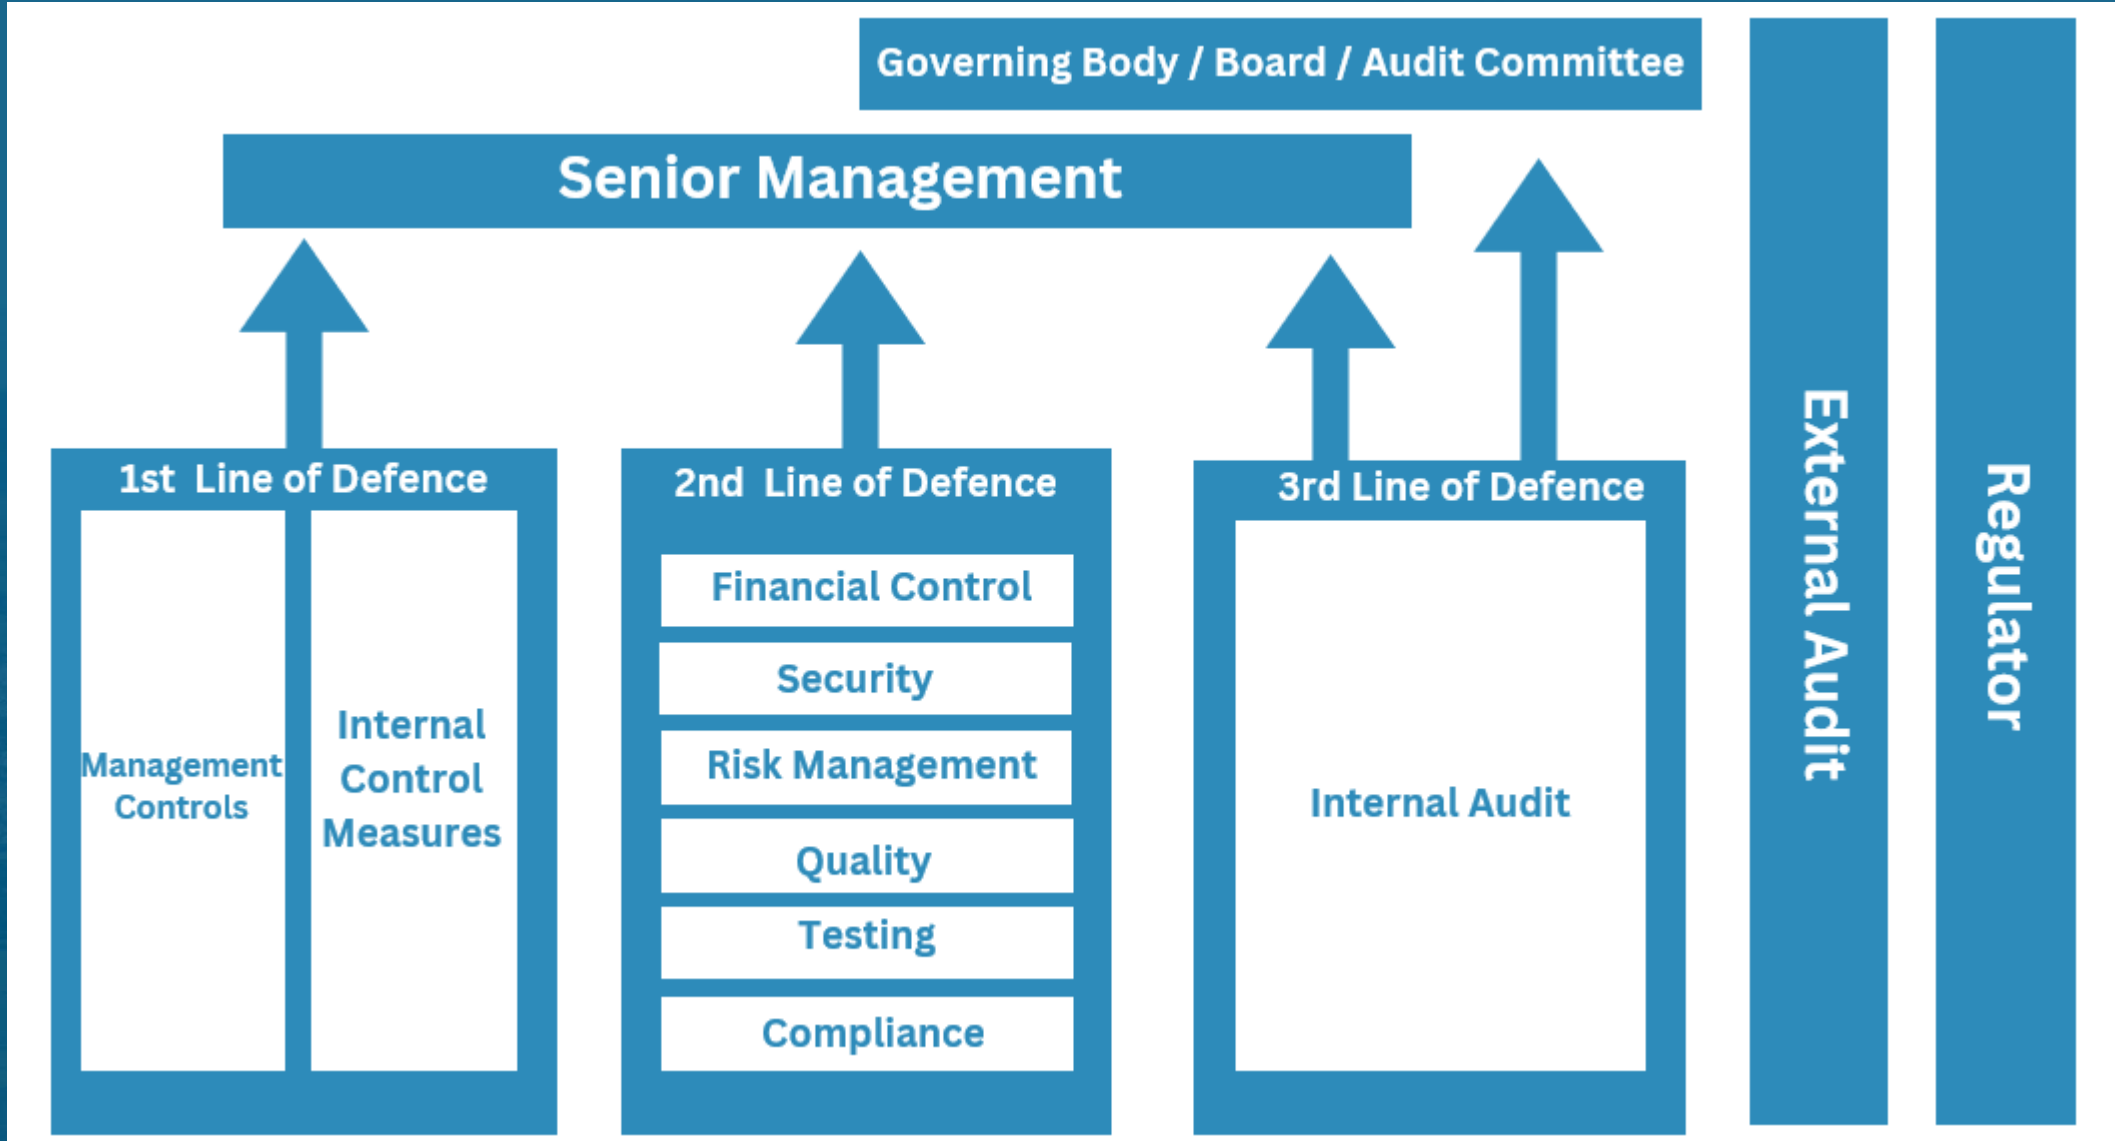 Governing Body / Board / Audit Committee
Senior Management
1st Line of Defence
Management
Controls
Internal
Control
Measures
2nd Line of Defence
Financial Control
Security
Risk Management
Quality
Testing
Compliance
3rd Line of Defence
Internal Audit
External Audit
Regulator